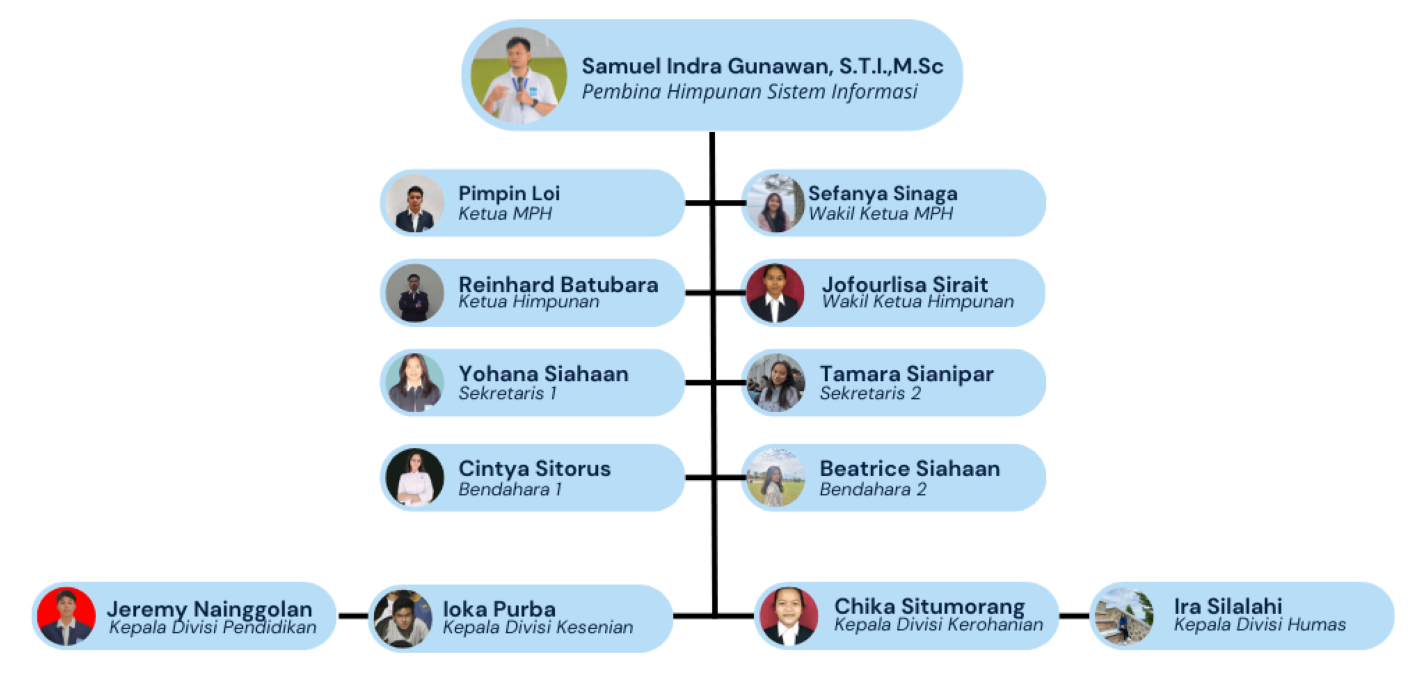 Samuel Indra Gunawan, S.T.I.,M.Sc
Pembina Himpunan Sistem Informasi
Pimpin Loi
Ketua MPH
Sefanya Sinaga
Wakil Ketua MPH
Reinhard Batubara
Ketua Himpunan
Jofourlisa Sirait
Wakil Ketua Himpunan
Yohana Siahaan
Sekretaris 1
Tamara Sianipar
Sekretaris 2
Cintya Sitorus
Bendahara 1
Beatrice Siahaan
Bendahara 2
Jeremy Nainggolan
Kepala Divisi Pendidikan
Ioka Purba
Kepala Divisi Kesenian
Chika Situmorang
Kepala Divisi Kerohanian
Ira Silalahi
Kepala Divisi Humas